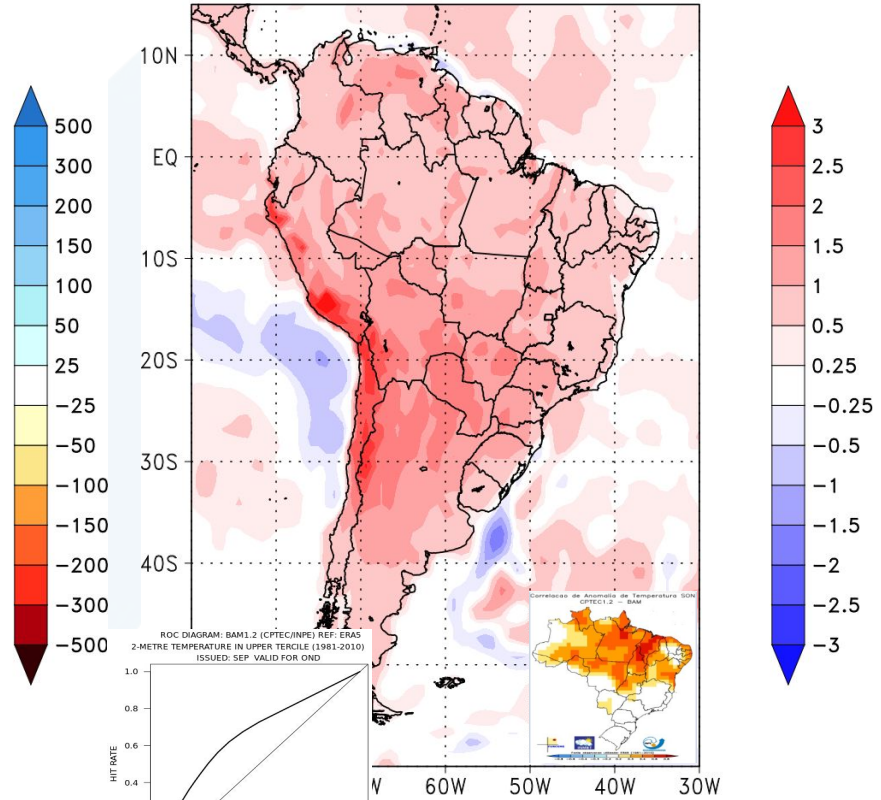 10N
EQ
10S
20S
30S
40S
500
300
200
150
100
50
25
−25
−50
−100
−150
−200
−300
−500
3
2.5
2
1.5
1
0.5
0.25
−0.25
−0.5
−1
−1.5
−2
−2.5
−3
Correlacao de Anomalia de Temperatura SON
CPTEC1.2 − BAM
ROC DIAGRAM: BAM1.2 (CPTEC/INPE) REF: ERA5
2-METRE TEMPERATURE IN UPPER TERCILE (1981-2010)
ISSUED: SEP VALID FOR OND
1.0
0.8
0.6
0.4
HIT RATE
W
60W
50W
40W
30W